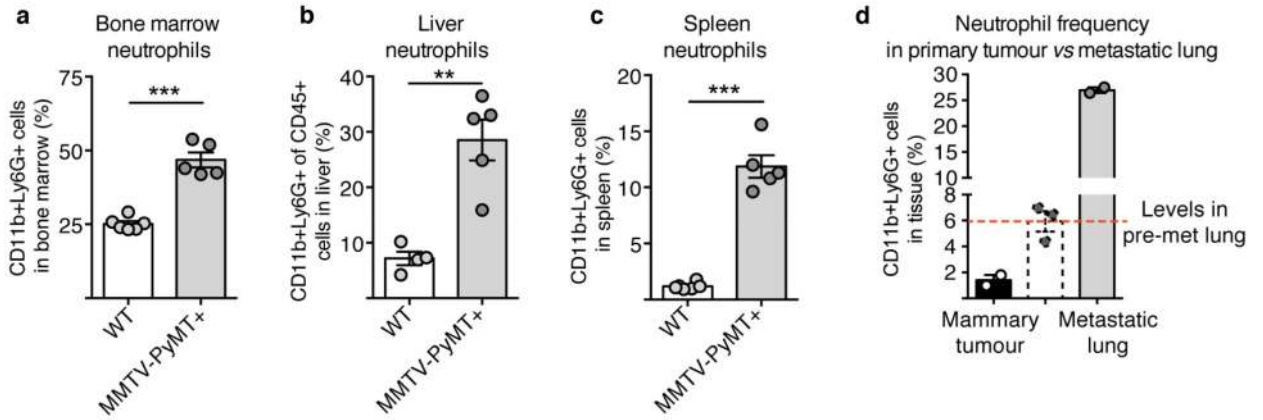 a
Bone marrow
neutrophils
CD11b+Ly6G+ cells
in bone marrow (%)
75
50
25
***
WT
MMTV-PyMT+
b
Liver
neutrophils
CD11b+Ly6G+ of CD45+
cells in liver (%)
40
30
20
10
**
WT
MMTV-PyMT+
c
Spleen
neutrophils
CD11b+Ly6G+ cells
in spleen (%)
20
15
10
5
***
WT
MMTV-PyMT+
d
Neutrophil frequency
in primary tumour vs metastatic lung
CD11b+Ly6G+ cells
in tissue (%)
30
25
20
15
10
8
6
4
2
Levels in
pre-met lung
Mammary
tumour
Metastatic
lung